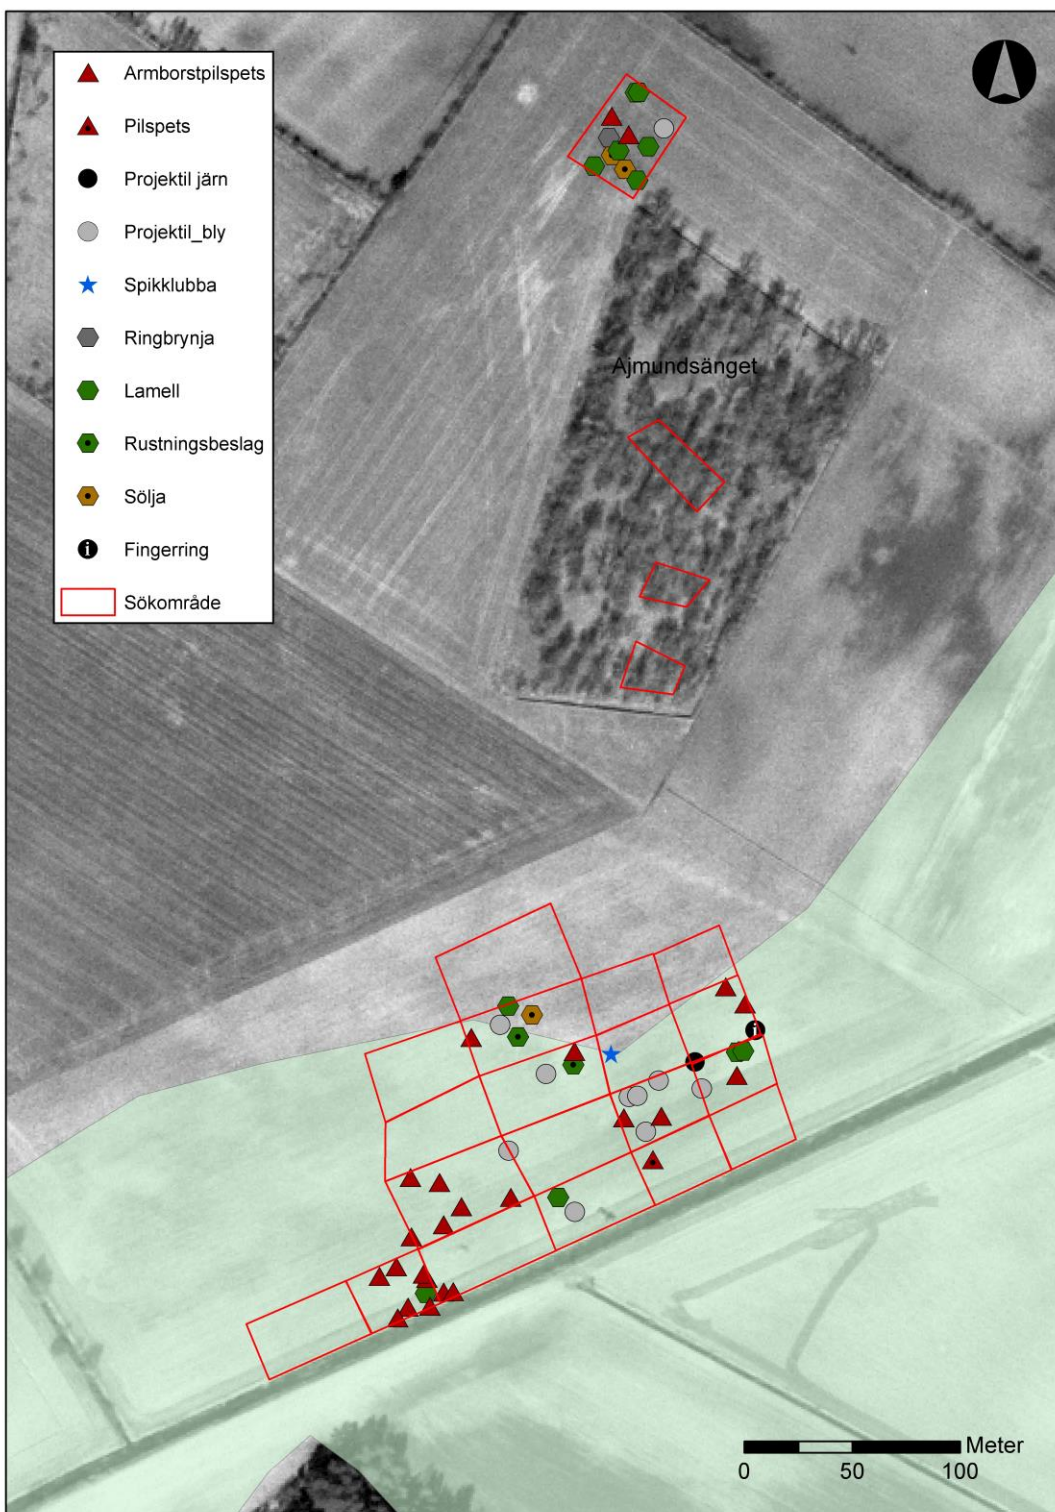 Armborstpilspets
Pilspets
Projektil järn
Projektil_bly
Spikklubba
Ringbrynja
Lamell
Rustningsbeslag
Sölja
Fingerring
Sökområde
Ajmundsänget
Meter
0 50 100